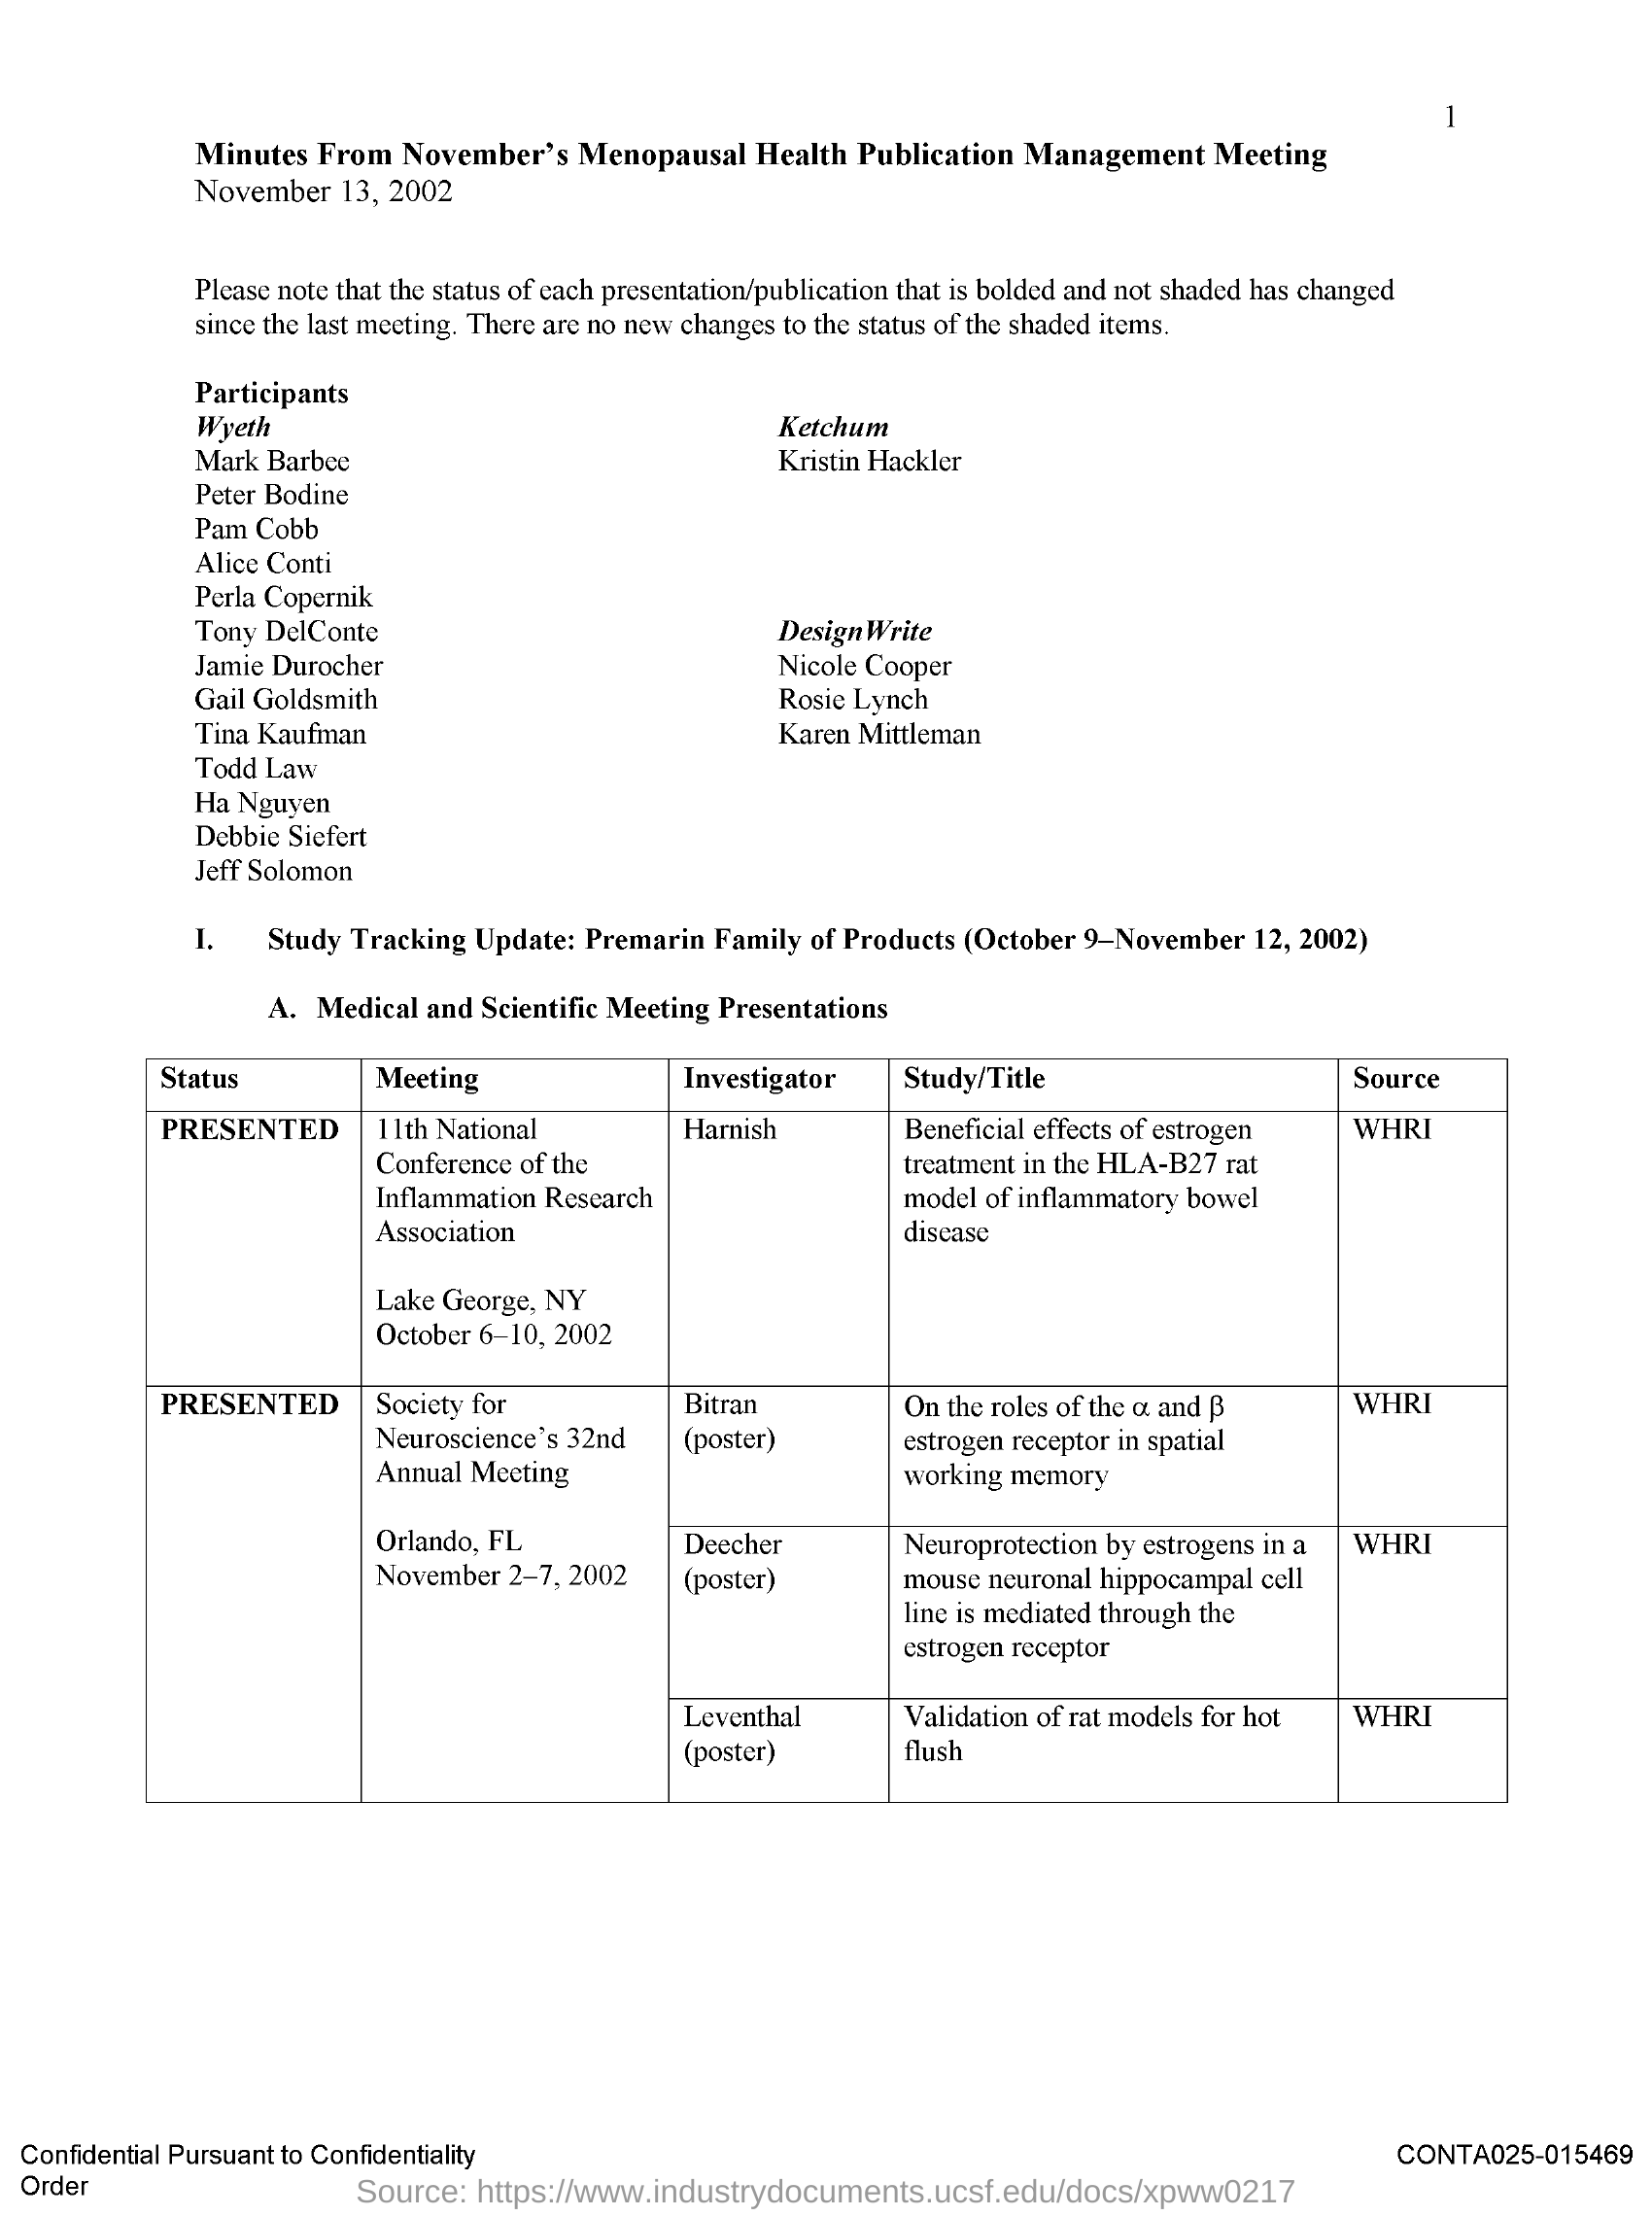 1
Minutes From November's Menopausal Health Publication Management Meeting
November 13, 2002
Please note that the status of each presentation/publication that is bolded and not shaded has changed
since the last meeting. There are no new changes to the status of the shaded items.
Participants
Wyeth
Mark Barbee
Peter Bodine
Pam Cobb
Alice Conti
Perla Copernik
Tony DelConte
Jamie Durocher
Gail Goldsmith
Tina Kaufman
Todd Law
Ha Nguyen
Debbie Siefert
Jeff Solomon
Ketchum
Kristin Hackler
DesignWrite
Nicole Cooper
Rosie Lynch
Karen Mittleman
I. Study Tracking Update: Premarin Family of Products (October 9–November 12, 2002)
A. Medical and Scientific Meeting Presentations
Status Meeting Investigator Study/Title Source
PRESENTED
11th National
Conference of the
Inflammation Research
Association
Lake George, NY
October 6–10, 2002
Harnish
Beneficial effects of estrogen
treatment in the HLA-B27 rat
model of inflammatory bowel
disease
WHRI
PRESENTED
Society for
Neuroscience's 32nd
Annual Meeting
Orlando, FL
November 2–7, 2002
Bitran
(poster)
On the roles of the α and β
estrogen receptor in spatial
working memory
WHRI
Deecher
(poster)
Neuroprotection by estrogens in a
mouse neuronal hippocampal cell
line is mediated through the
estrogen receptor
WHRI
Leventhal
(poster)
Validation of rat models for hot
flush
WHRI
Confidential Pursuant to Confidentiality
Order
CONTA025-015469
Source: https://www.industrydocuments.ucsf.edu/docs/xpww0217